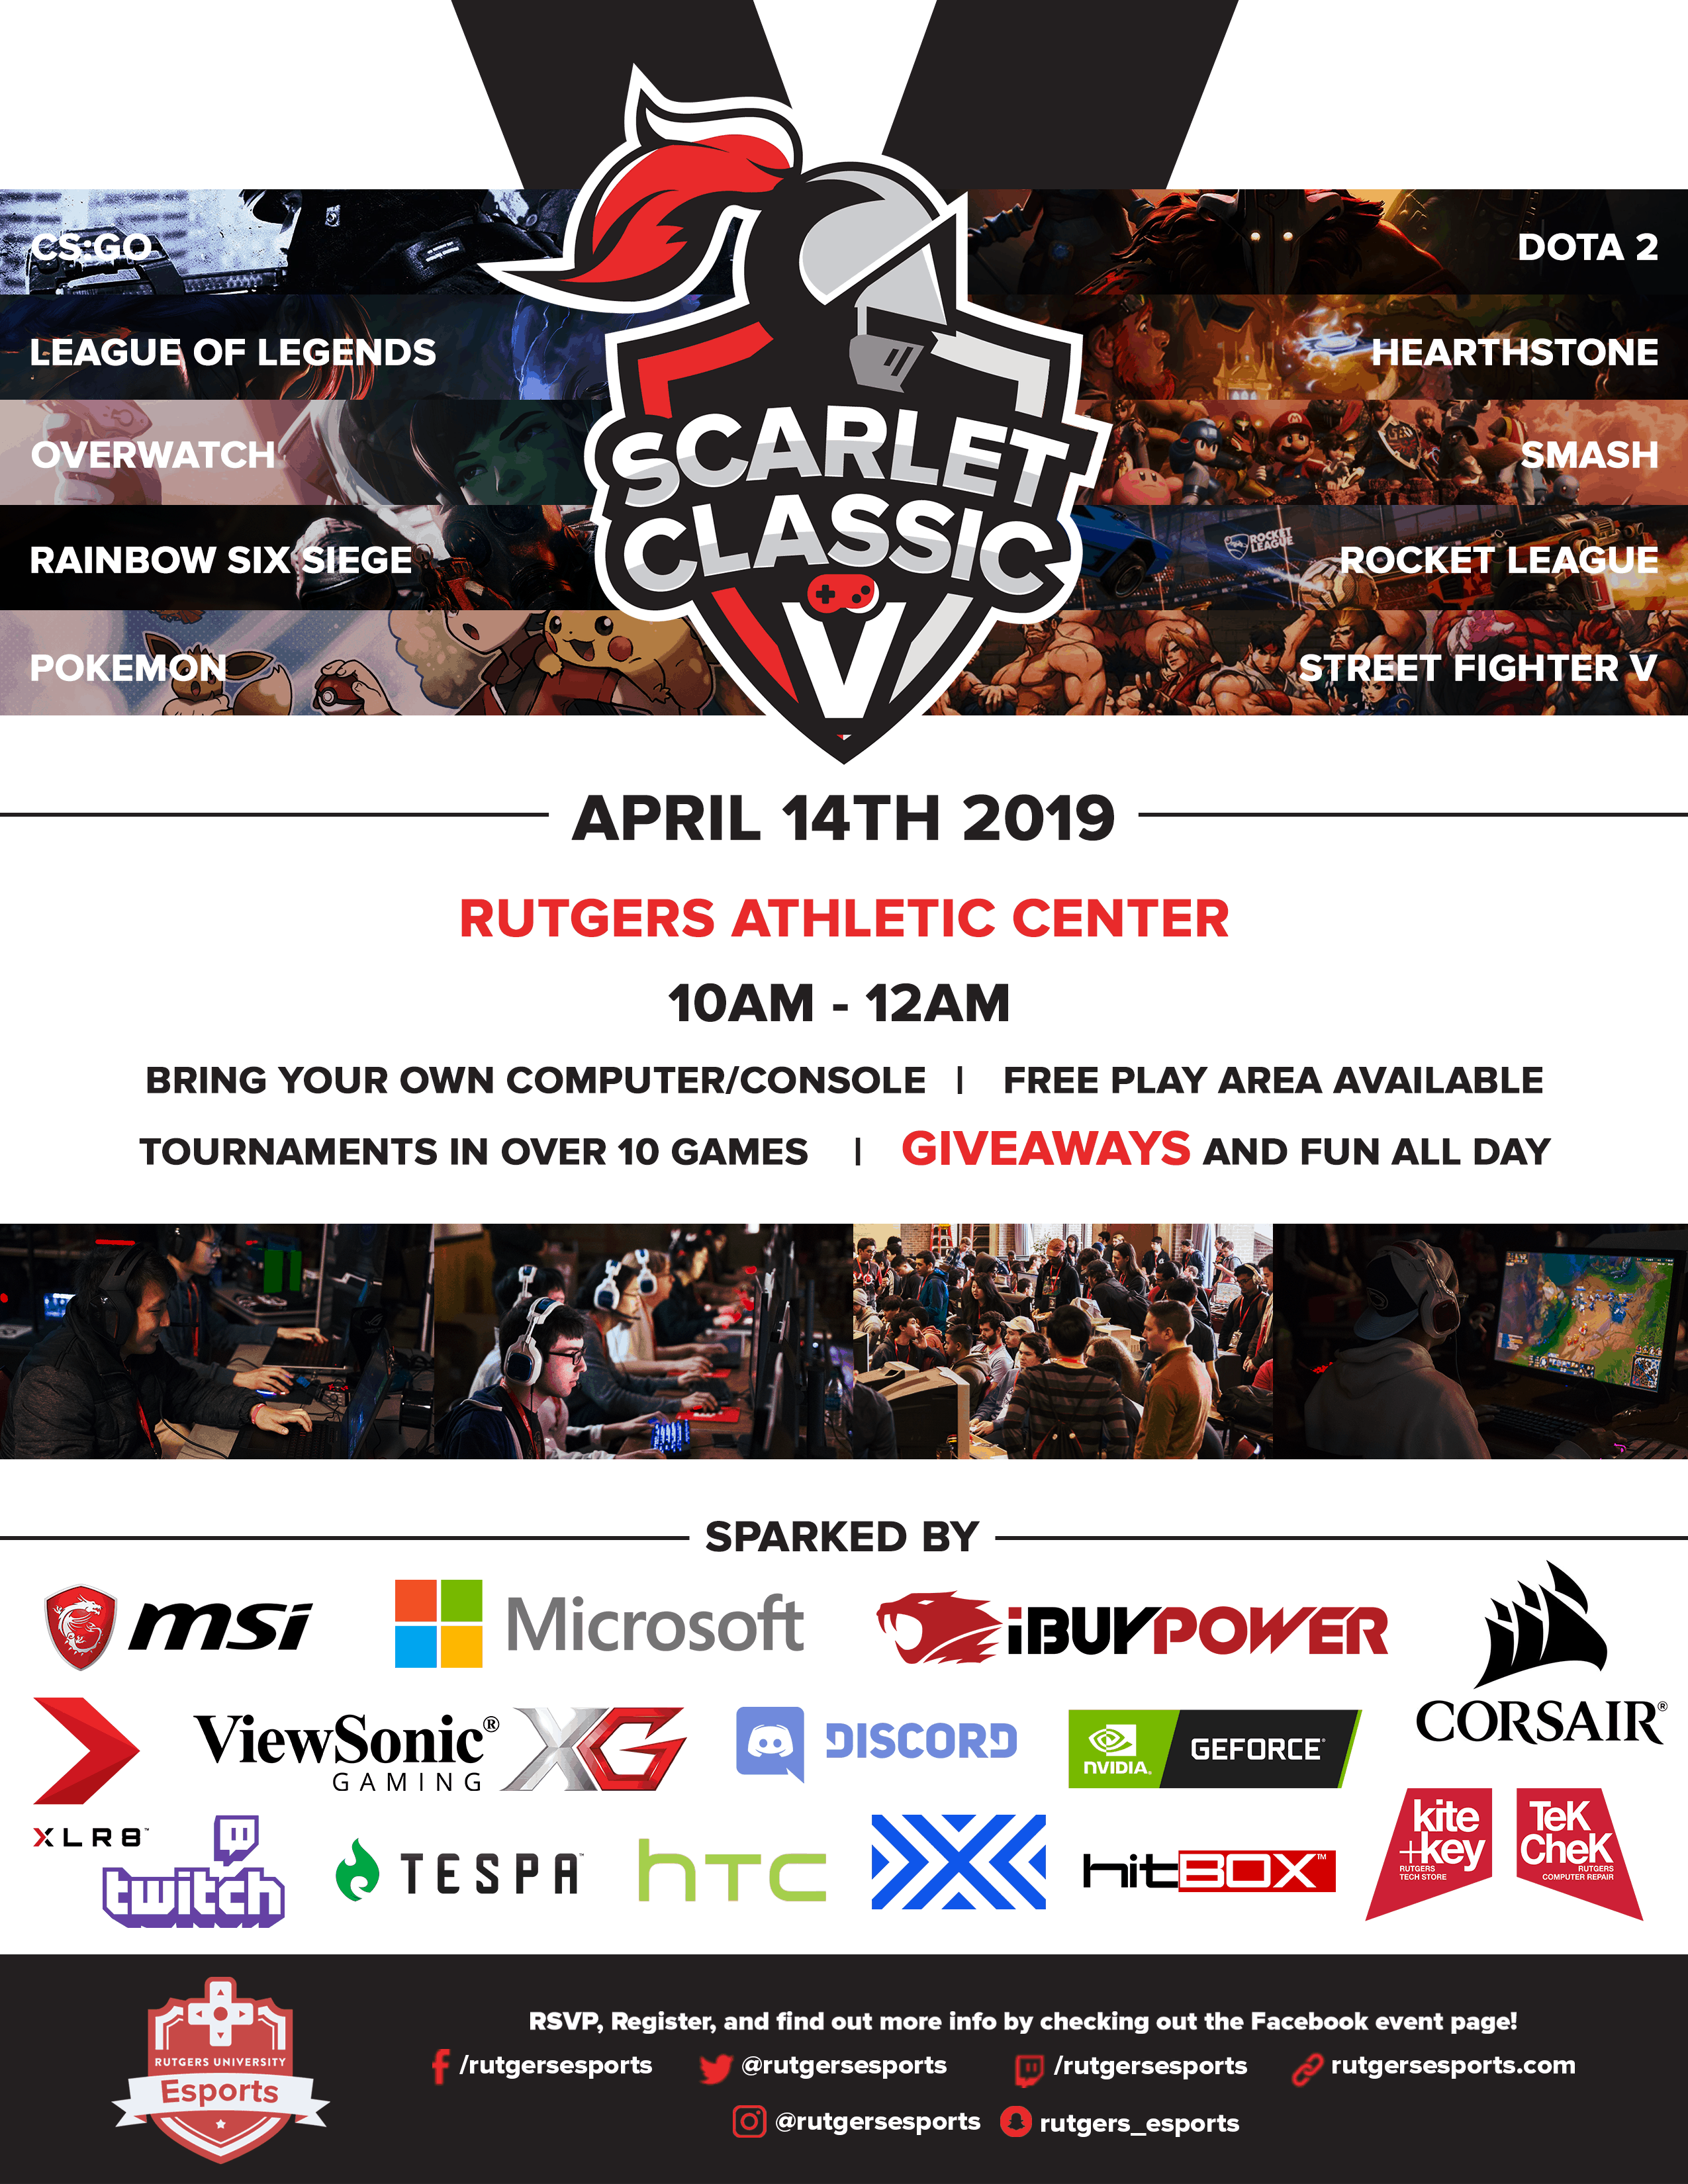 CS:GO
LEAGUE OF LEGENDS
OVERWATCH
RAINBOW SIX SIEGE
POKEMON
SCARLET
CLASSIC
V
DOTA 2
HEARTHSTONE
SMASH
ROCKET LEAGUE
ROCKET
LEAGUE
STREET FIGHTER V
APRIL 14TH 2019
RUTGERS ATHLETIC CENTER
10AM - 12AM
BRING YOUR OWN COMPUTER/CONSOLE | FREE PLAY AREA AVAILABLE
TOURNAMENTS IN OVER 10 GAMES | GIVEAWAYS AND FUN ALL DAY
SPARKED BY
msi
Microsoft
iBUYPOWER
CORSAIR®
XLR8™
ViewSonic®
GAMING
XG
DISCORD
NVIDIA.
GEFORCE®
twitch
TESPA™
hTC
hitBOX™
kite
+key
RUTGERS
TECH STORE
TeK
CheK
RUTGERS
COMPUTER REPAIR
RUTGERS UNIVERSITY
Esports
RSVP, Register, and find out more info by checking out the Facebook event page!
/rutgersesports @rutgersesports /rutgersesports rutgersesports.com
@rutgersesports rutgers_esports